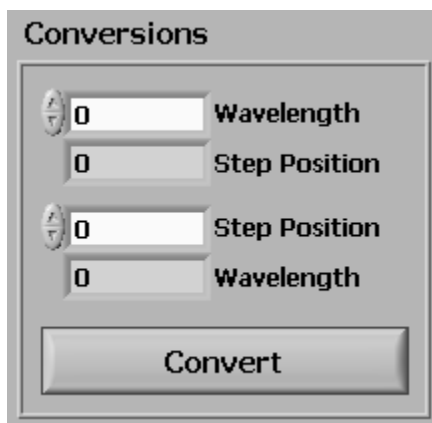 Conversions
0 Wavelength
0 Step Position
0 Step Position
0 Wavelength
Convert